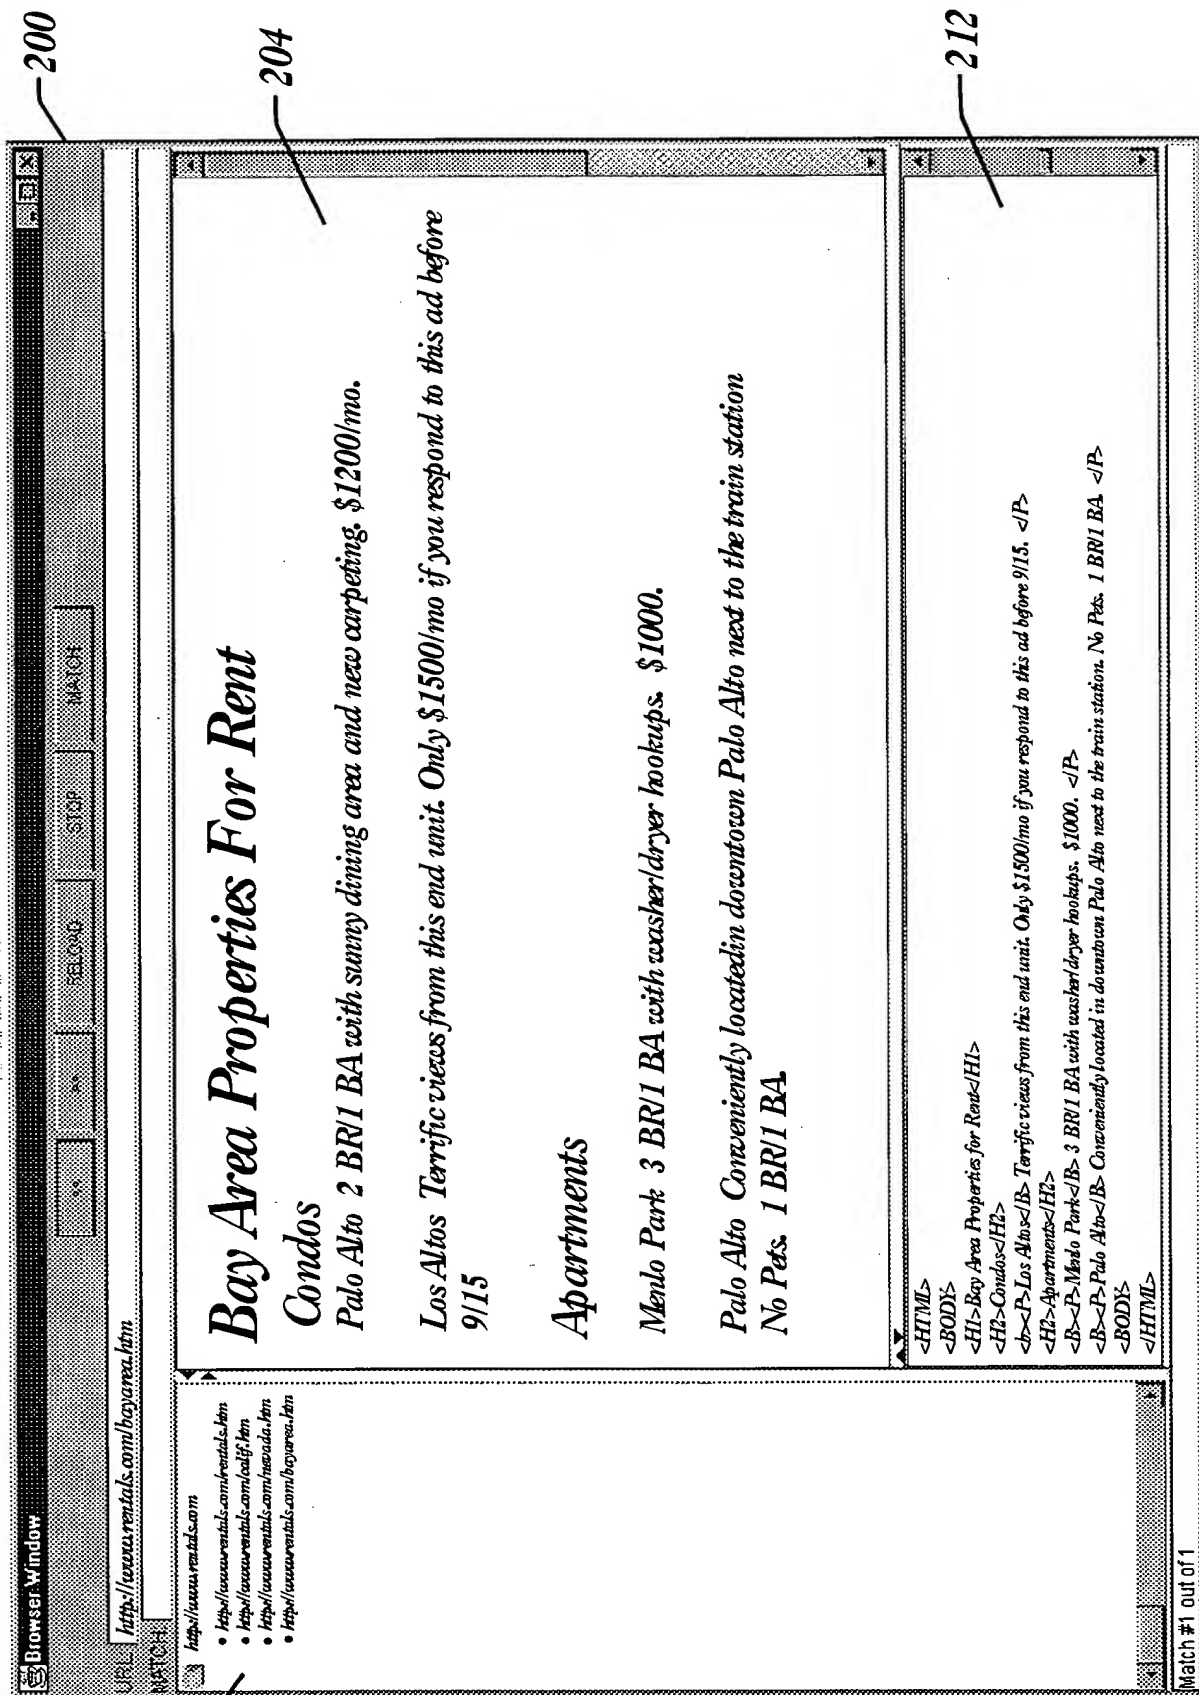 200
Browser Window
<< >> RELOAD STOP MATCH
URL: http://www.rentals.com/bayarea.htm
MATCH:
http://www.rentals.com
• http://www.rentals.com/rentals.htm
• http://www.rentals.com/calif.htm
• http://www.rentals.com/nevada.htm
• http://www.rentals.com/bayarea.htm
204
Bay Area Properties For Rent
Condos
Palo Alto 2 BR/1 BA with sunny dining area and new carpeting. $1200/mo.
Los Altos Terrific views from this end unit. Only $1500/mo if you respond to this ad before
9/15
Apartments
Menlo Park 3 BR/1 BA with washer/dryer hookups. $1000.
Palo Alto Conveniently locatedin downtown Palo Alto next to the train station
No Pets. 1 BR/1 BA.
212
<HTML>
<BODY>
<H1>Bay Area Properties for Rent</H1>
<H2>Condos</H2>
<b><P>Los Altos</B> Terrific views from this end unit. Only $1500/mo if you respond to this ad before 9/15. </P>
<H2>Apartments</H2>
<B><P>Menlo Park</B> 3 BR/1 BA with washer/dryer hookups. $1000. </P>
<B><P>Palo Alto</B> Conveniently located in downtown Palo Alto next to the train station. No Pets. 1 BR/1 BA. </P>
<BODY>
</HTML>
Match #1 out of 1